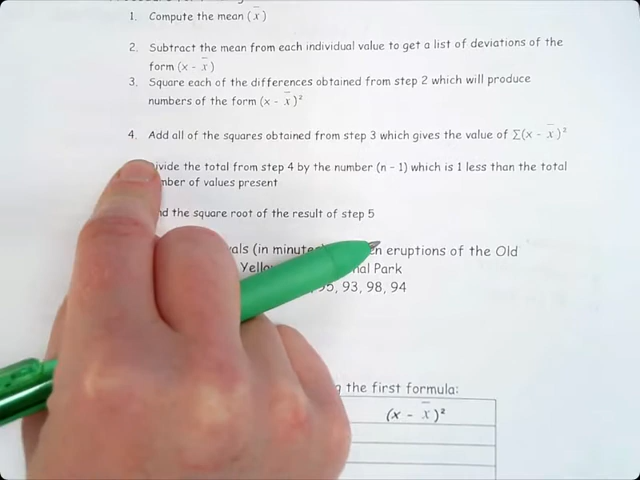 1. Compute the mean (x̄)
2. Subtract the mean from each individual value to get a list of deviations of the
form (x - x̄)
3. Square each of the differences obtained from step 2 which will produce
numbers of the form (x - x̄)²
4. Add all of the squares obtained from step 3 which gives the value of Σ(x - x̄)²
ivide the total from step 4 by the number (n - 1) which is 1 less than the total
mber of values present
nd the square root of the result of step 5
vals (in minutes en eruptions of the Old
Yello nal Park
95, 93, 98, 94
g the first formula:
(x - x̄)²